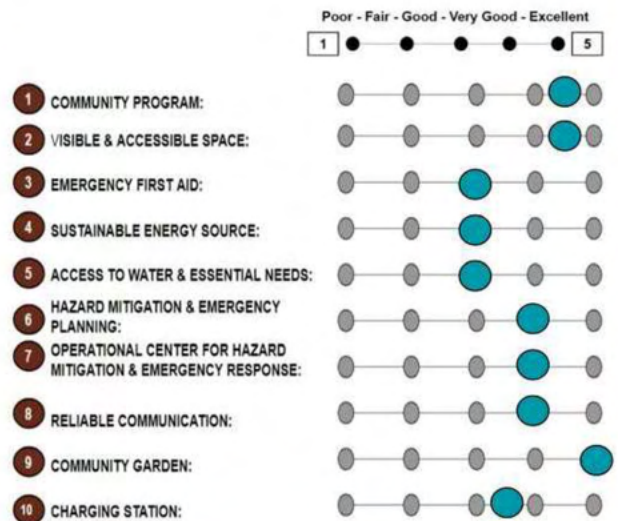 Poor - Fair - Good - Very Good - Excellent
1 5
1 COMMUNITY PROGRAM:
2 VISIBLE & ACCESSIBLE SPACE:
3 EMERGENCY FIRST AID:
4 SUSTAINABLE ENERGY SOURCE:
5 ACCESS TO WATER & ESSENTIAL NEEDS:
6 HAZARD MITIGATION & EMERGENCY
PLANNING:
7 OPERATIONAL CENTER FOR HAZARD
MITIGATION & EMERGENCY RESPONSE:
8 RELIABLE COMMUNICATION:
9 COMMUNITY GARDEN:
10 CHARGING STATION: